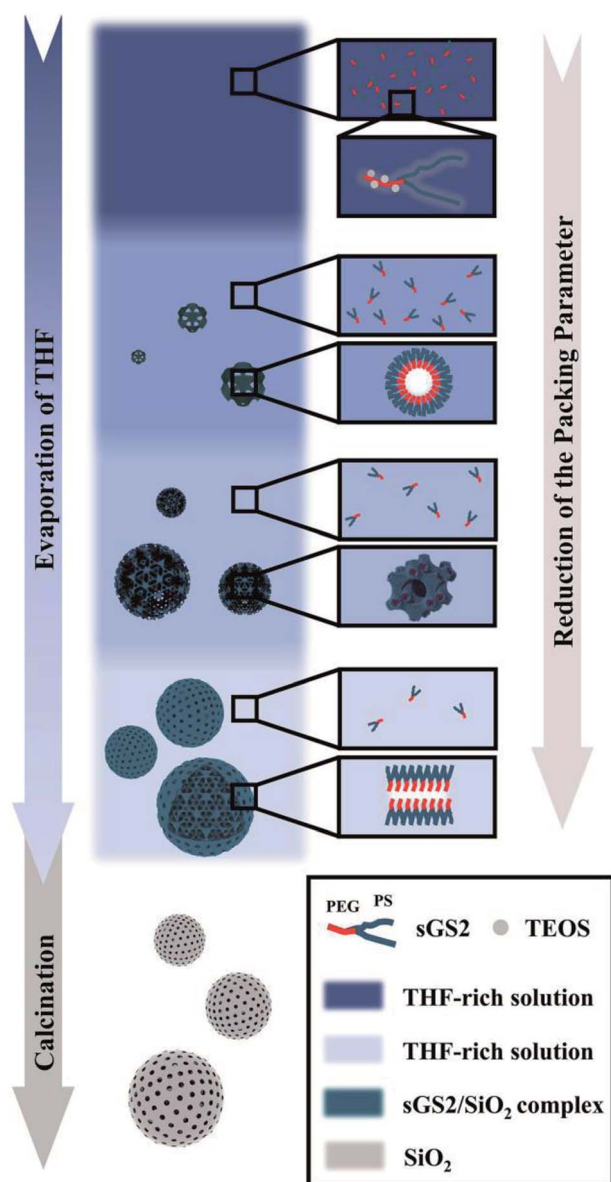 Evaporation of THF
Reduction of the Packing Parameter
Calcination
PEG PS
sGS2 TEOS
THF-rich solution
THF-rich solution
sGS2/SiO₂ complex
SiO₂